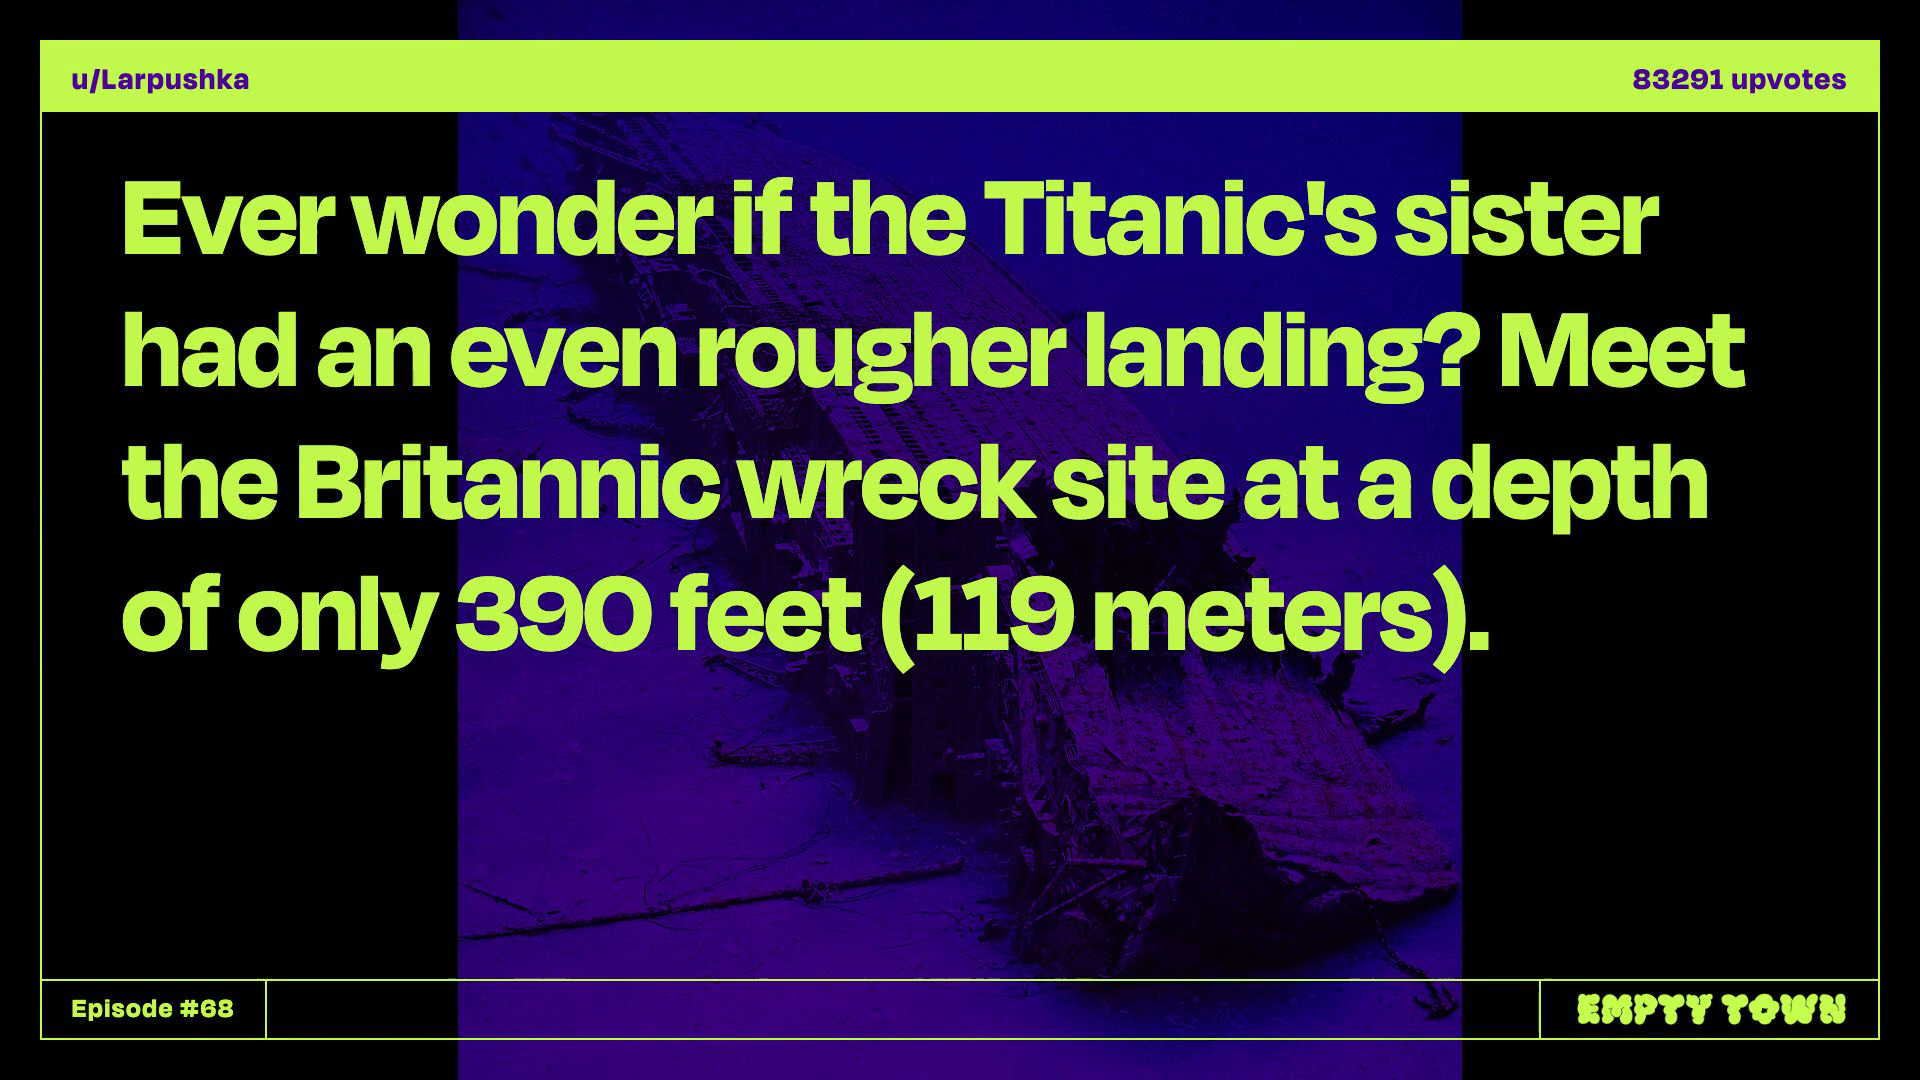 u/Larpushka
83291 upvotes
Ever wonder if the Titanic's sister
had an even rougher landing? Meet
the Britannic wreck site at a depth
of only 390 feet (119 meters).
Episode #68
EMPTY TOWN